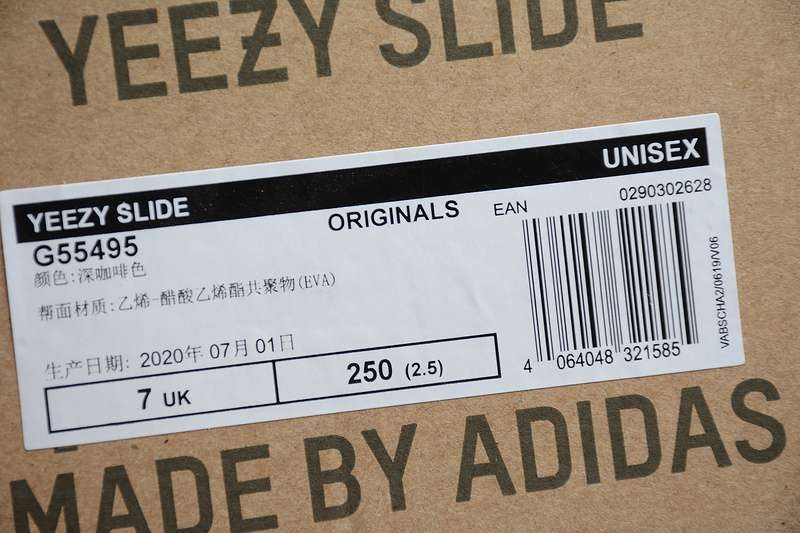 YEEZY SLIDE
YEEZY SLIDE UNISEX
G55495 ORIGINALS EAN 0290302628
颜色:深咖啡色
帮面材质:乙烯-醋酸乙烯酯共聚物(EVA)
生产日期: 2020年 07月 01日
7 UK 250 (2.5)
4 064048 321585
VABSCHA2/0619/V06
MADE BY ADIDAS